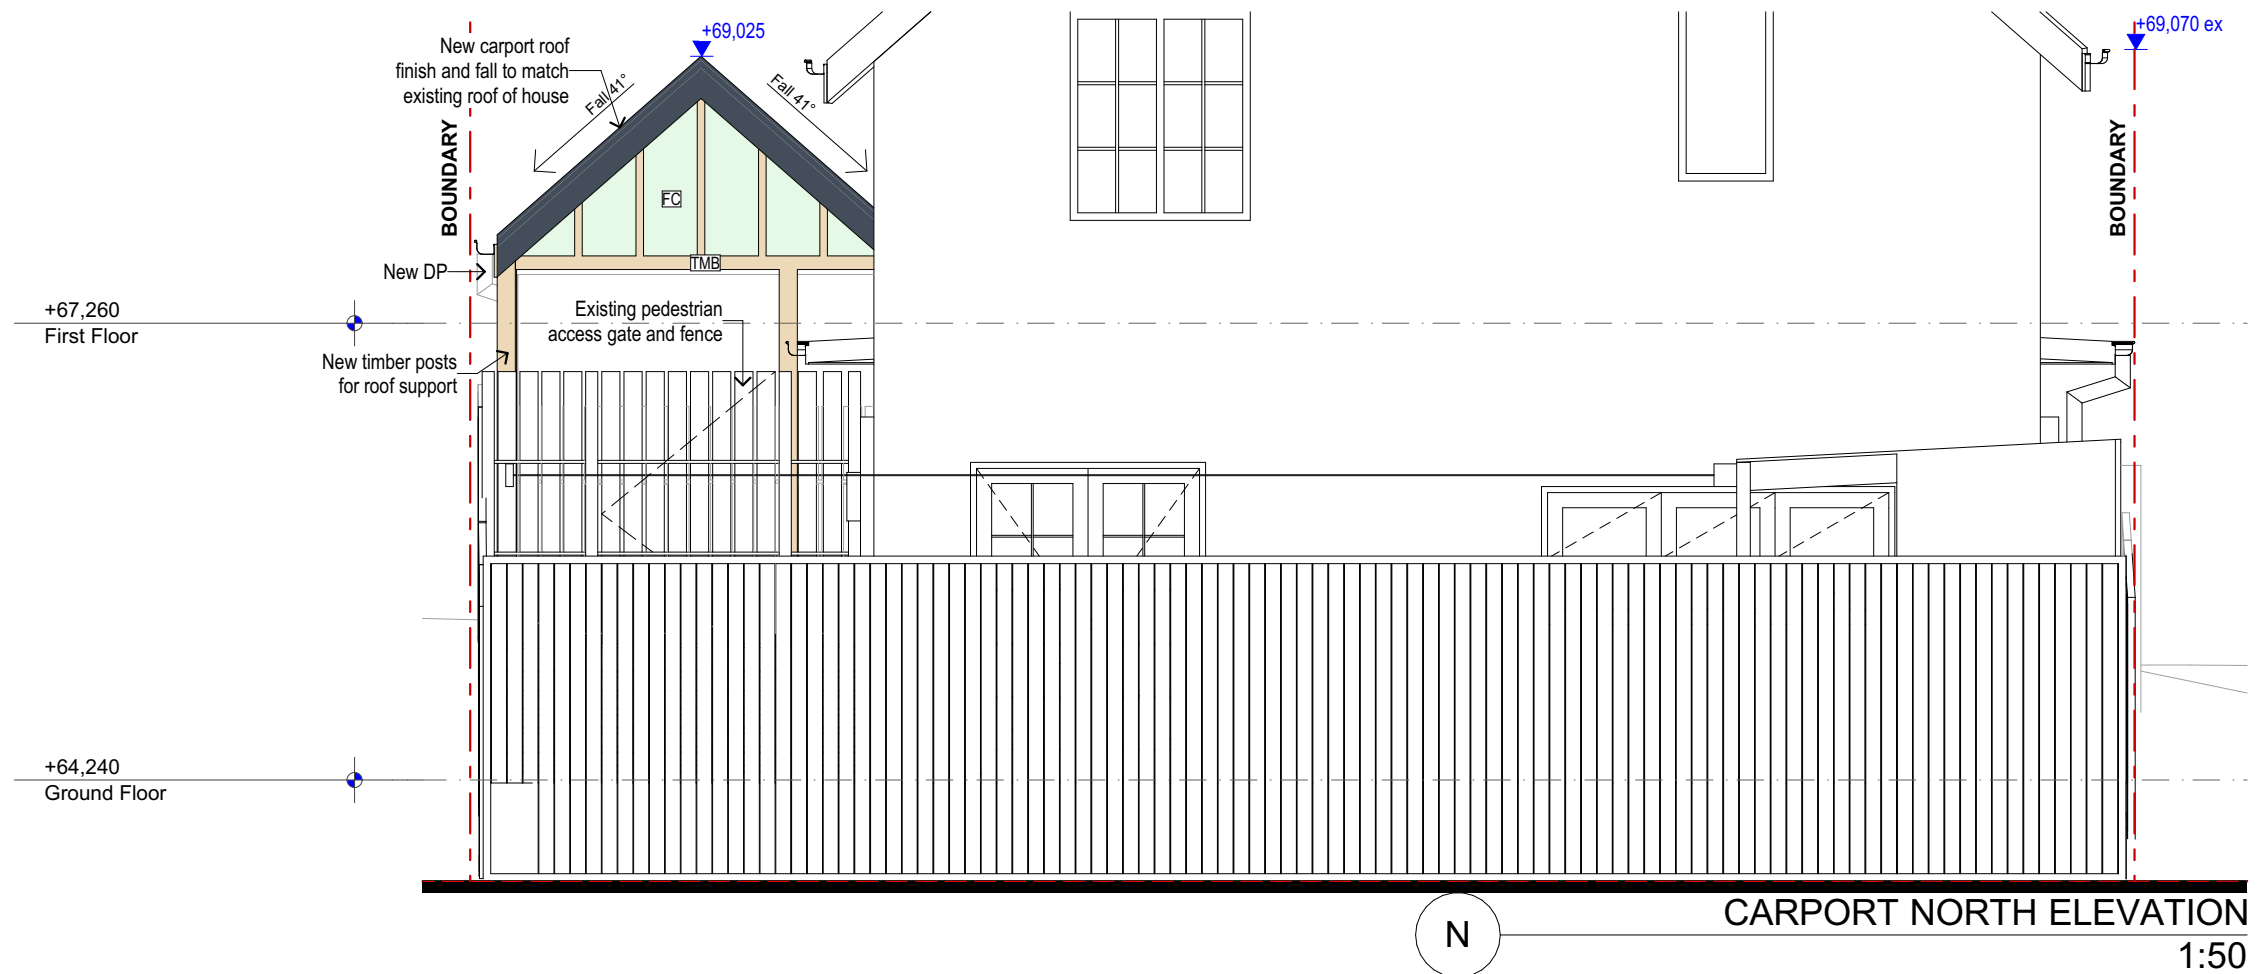 +69,025
+69,070 ex
New carport roof
finish and fall to match
existing roof of house
Fall 41°
Fall 41°
BOUNDARY
BOUNDARY
FC
TMB
New DP
Existing pedestrian
access gate and fence
+67,260
First Floor
New timber posts
for roof support
+64,240
Ground Floor
N
CARPORT NORTH ELEVATION
1:50